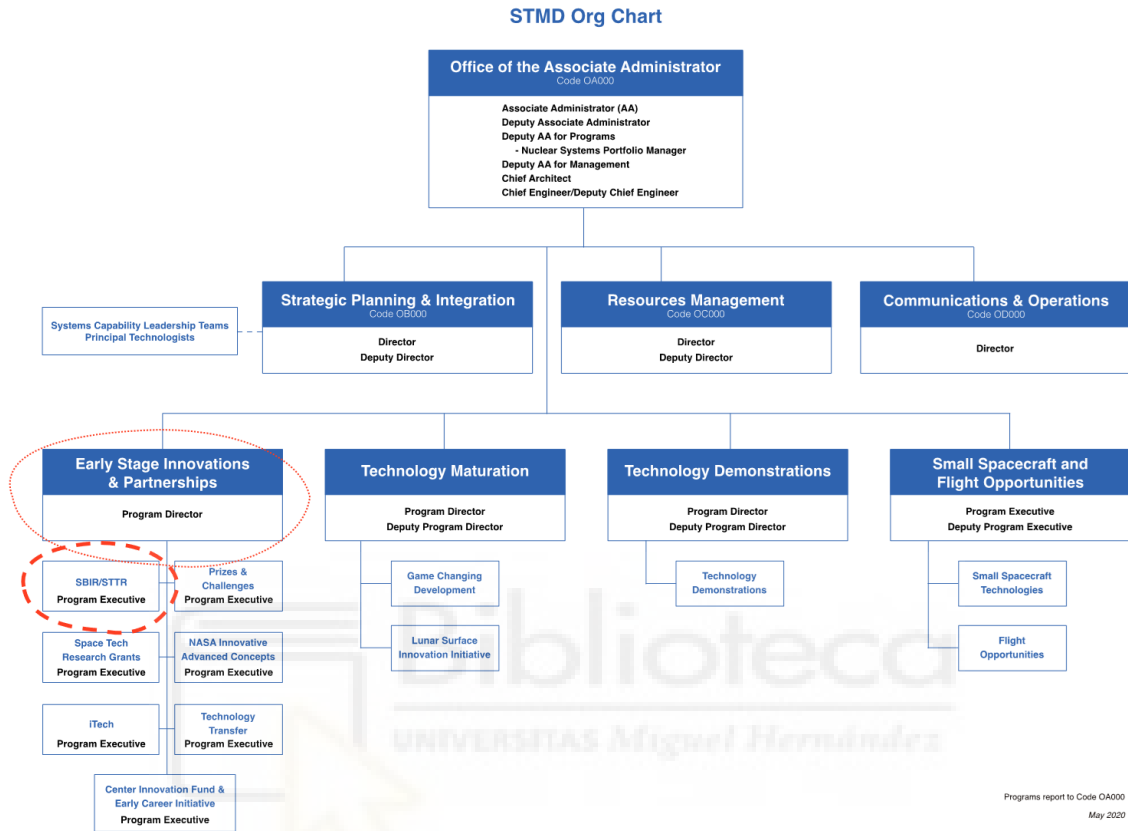 STMD Org Chart
Office of the Associate Administrator
Code OA000
Associate Administrator (AA)
Deputy Associate Administrator
Deputy AA for Programs
- Nuclear Systems Portfolio Manager
Deputy AA for Management
Chief Architect
Chief Engineer/Deputy Chief Engineer
Systems Capability Leadership Teams
Principal Technologists
Strategic Planning & Integration
Code OB000
Director
Deputy Director
Resources Management
Code OC000
Director
Deputy Director
Communications & Operations
Code OD000
Director
Early Stage Innovations
& Partnerships
Program Director
SBIR/STTR
Program Executive
Prizes &
Challenges
Program Executive
Space Tech
Research Grants
Program Executive
NASA Innovative
Advanced Concepts
Program Executive
iTech
Program Executive
Technology
Transfer
Program Executive
Center Innovation Fund &
Early Career Initiative
Program Executive
Technology Maturation
Program Director
Deputy Program Director
Game Changing
Development
Lunar Surface
Innovation Initiative
Technology Demonstrations
Program Director
Deputy Program Director
Technology
Demonstrations
Small Spacecraft and
Flight Opportunities
Program Executive
Deputy Program Executive
Small Spacecraft
Technologies
Flight
Opportunities
Biblioteca
UNIVERSITAS Miguel Hernández
Programs report to Code OA000
May 2020